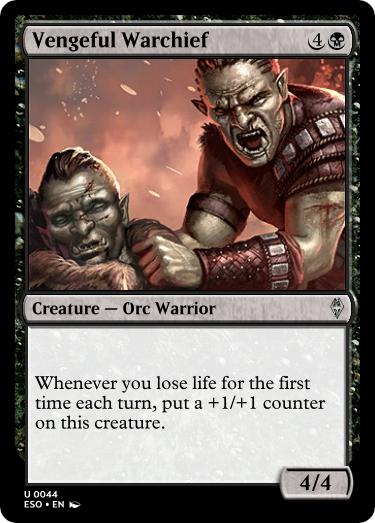 Vengeful Warchief 4
Creature — Orc Warrior
Whenever you lose life for the first
time each turn, put a +1/+1 counter
on this creature.
4/4
U 0044
ESO • EN